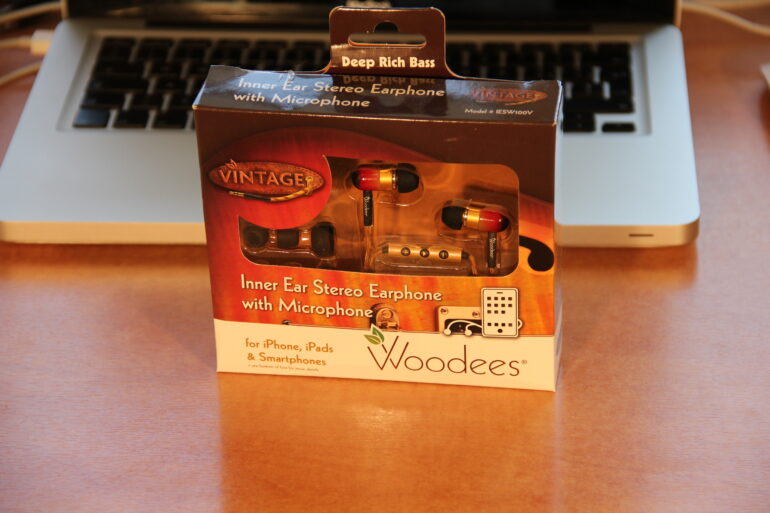 Deep Rich Bass
Inner Ear Stereo Earphone
with Microphone
VINTAGE
Model # IESW100V
VINTAGE
Woodees
Inner Ear Stereo Earphone
with Microphone
for iPhone, iPads
& Smartphones
Woodees®